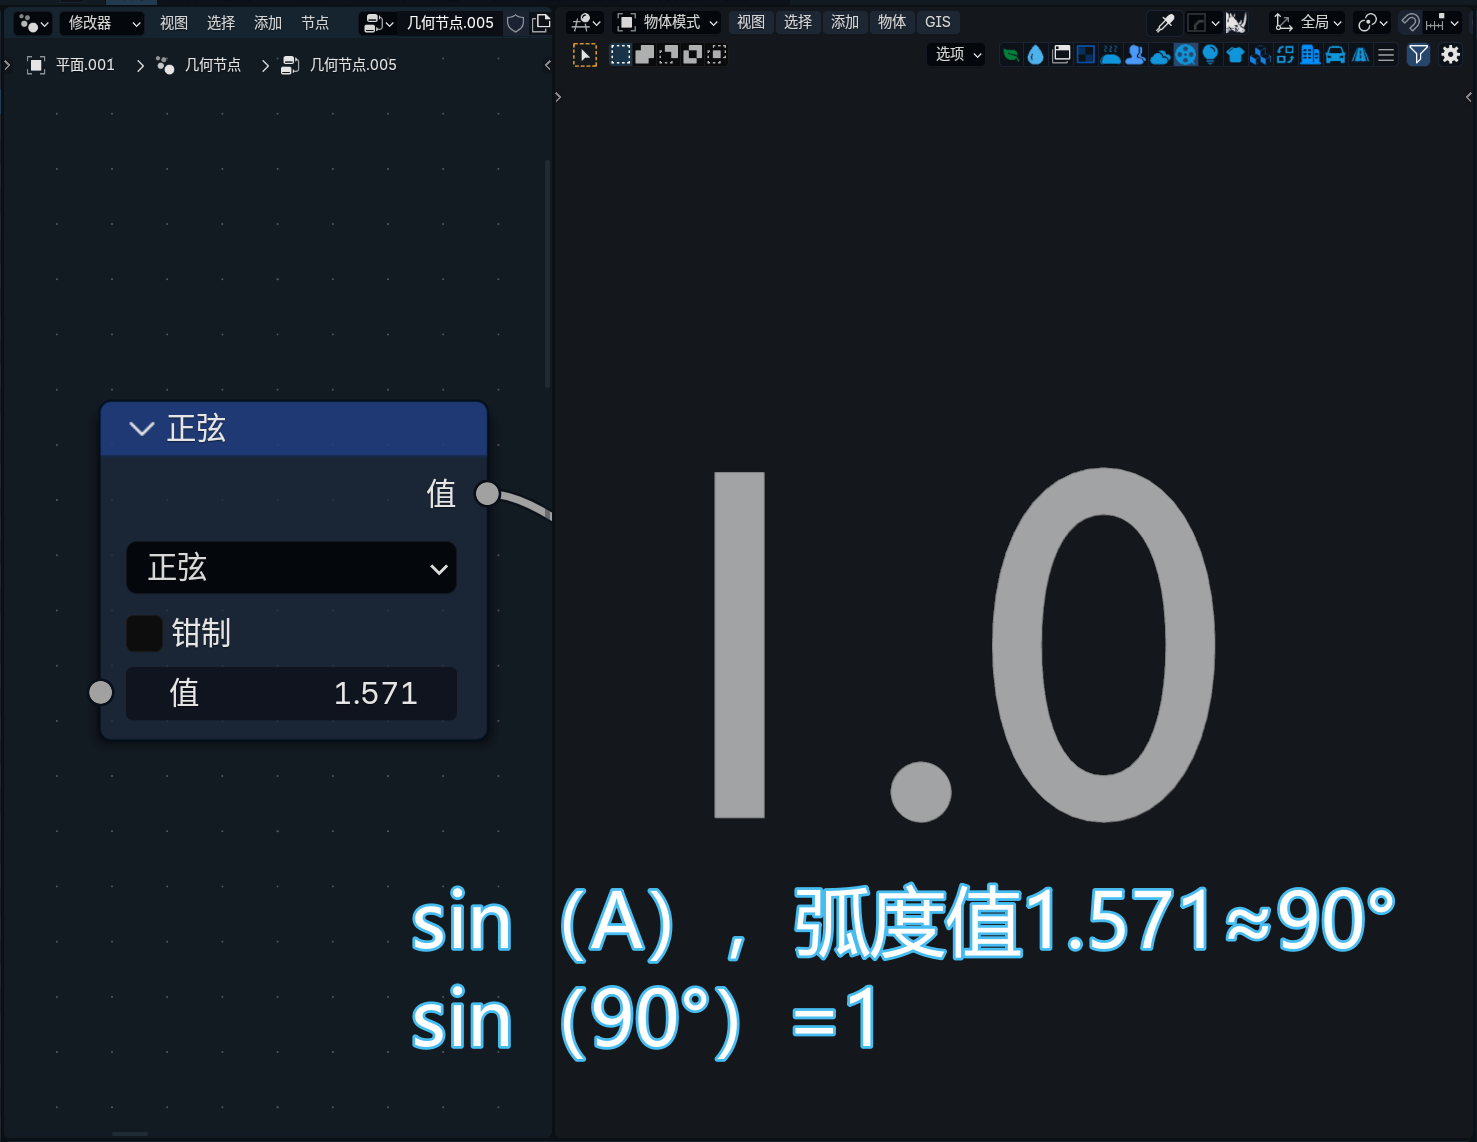 修改器 视图 选择 添加 节点 几何节点.005
物体模式 视图 选择 添加 物体 GIS 全局
选项
平面.001 几何节点 几何节点.005
正弦
值
正弦
钳制
值 1.571
1.0
sin（A），弧度值1.571≈90°
sin（90°）=1